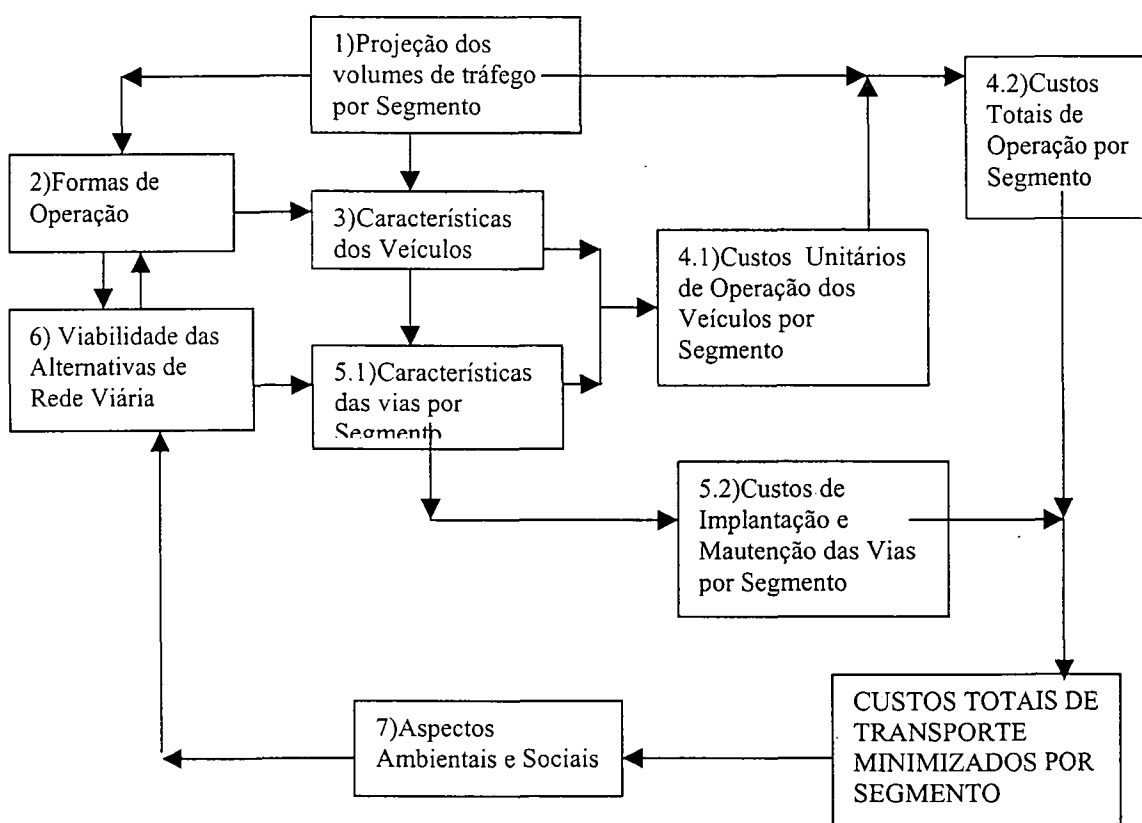 1)Projeção dos
volumes de tráfego
por Segmento
4.2)Custos
Totais de
Operação por
Segmento
2)Formas de
Operação
3)Características
dos Veículos
4.1)Custos Unitários
de Operação dos
Veículos por
Segmento
6) Viabilidade das
Alternativas de
Rede Viária
5.1)Características
das vias por
Segmento
5.2)Custos de
Implantação e
Mautenção das Vias
por Segmento
7)Aspectos
Ambientais e Sociais
CUSTOS TOTAIS DE
TRANSPORTE
MINIMIZADOS POR
SEGMENTO